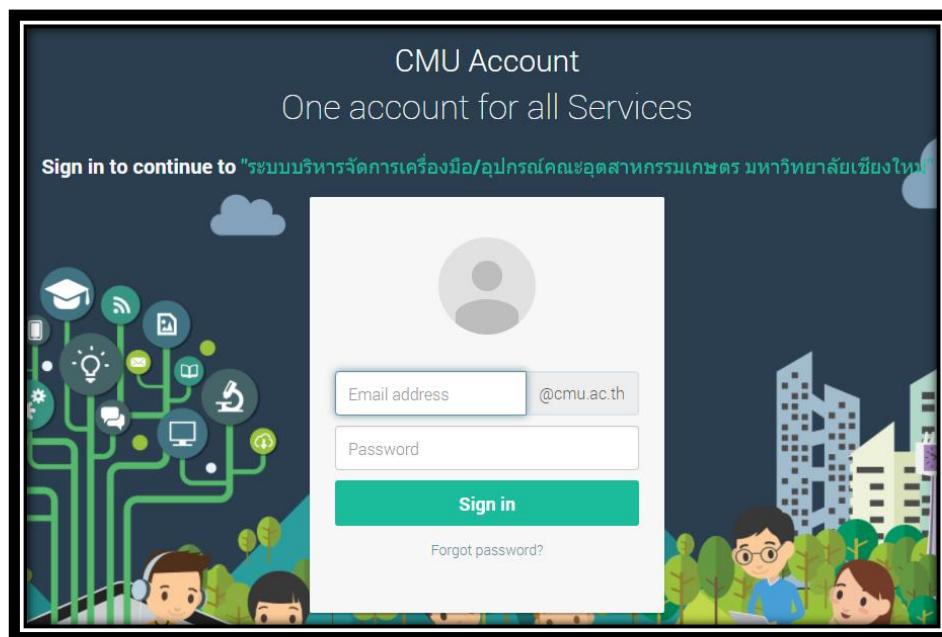 CMU Account
One account for all Services
Sign in to continue to "ระบบบริหารจัดการเครื่องมือ/อุปกรณ์คณะอุตสาหกรรมเกษตร มหาวิทยาลัยเชียงใหม่"
Email address @cmu.ac.th
Password
Sign in
Forgot password?